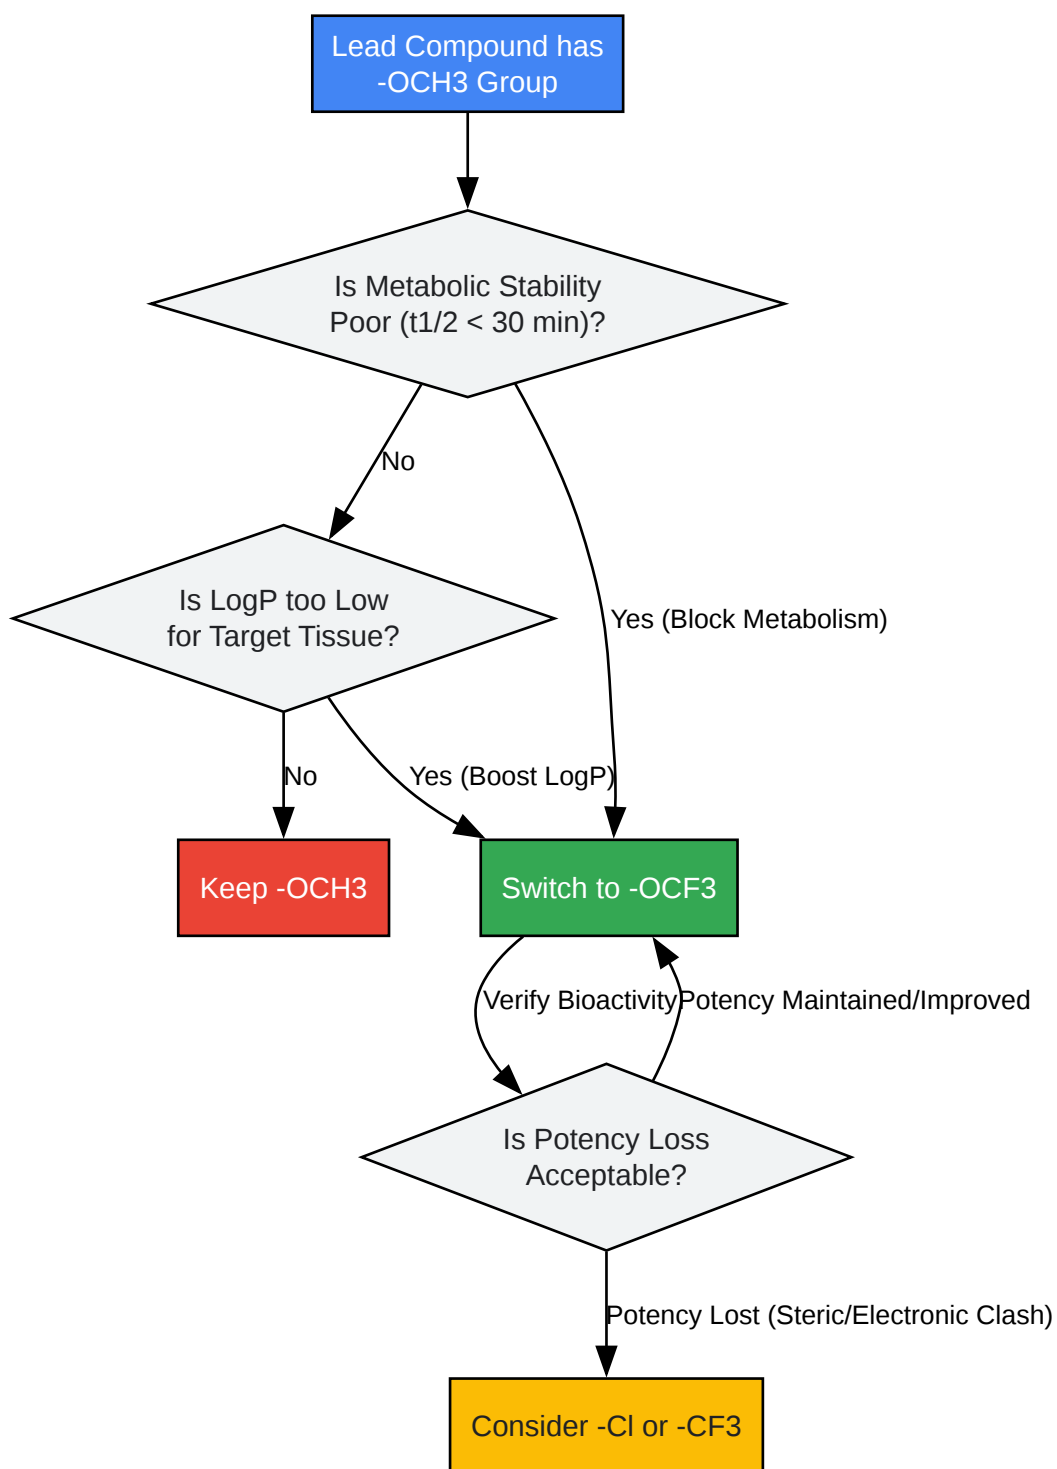 Lead Compound has
-OCH3 Group
Is Metabolic Stability
Poor (t1/2 < 30 min)?
No
Is LogP too Low
for Target Tissue?
Yes (Block Metabolism)
No
Yes (Boost LogP)
Keep -OCH3
Switch to -OCF3
Verify Bioactivity
Potency Maintained/Improved
Is Potency Loss
Acceptable?
Potency Lost (Steric/Electronic Clash)
Consider -Cl or -CF3